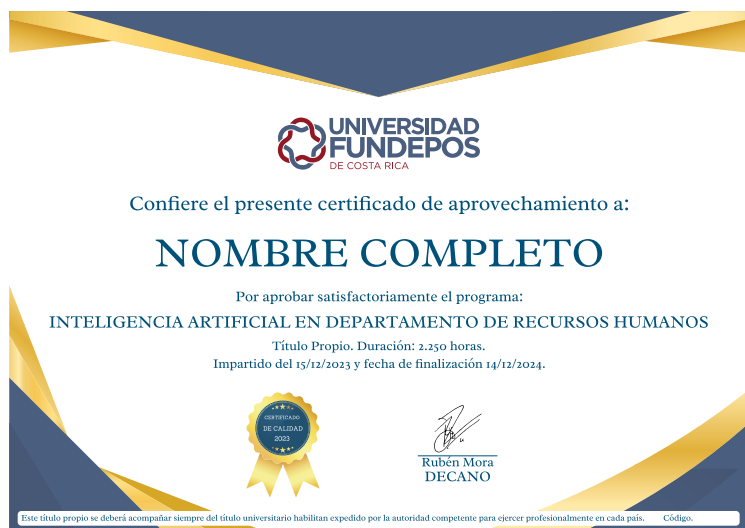 UNIVERSIDAD
FUNDEPOS
DE COSTA RICA
Confiere el presente certificado de aprovechamiento a:
NOMBRE COMPLETO
Por aprobar satisfactoriamente el programa:
INTELIGENCIA ARTIFICIAL EN DEPARTAMENTO DE RECURSOS HUMANOS
Título Propio. Duración: 2.250 horas.
Impartido del 15/12/2023 y fecha de finalización 14/12/2024.
CERTIFICADO
DE CALIDAD
2023
Rubén Mora
DECANO
Este título propio se deberá acompañar siempre del título universitario habilitan expedido por la autoridad competente para ejercer profesionalmente en cada país. Código.